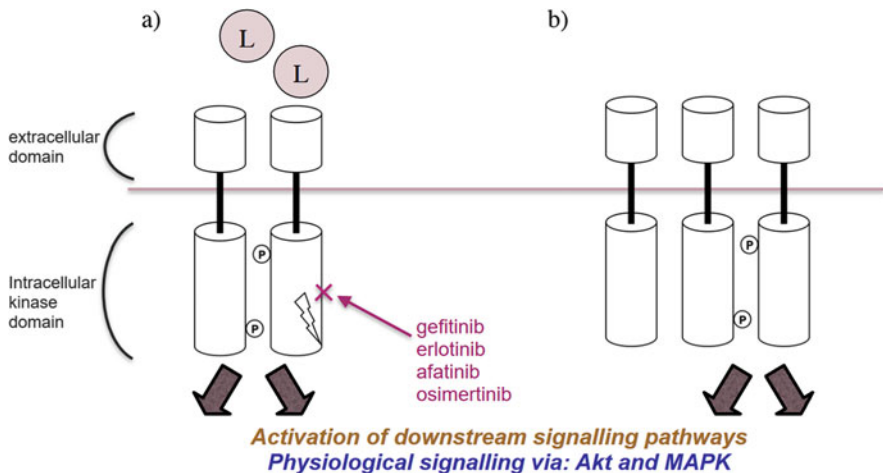 a)
b)
L
L
extracellular
domain
P
P
P
P
Intracellular
kinase
domain
gefitinib
erlotinib
afatinib
osimertinib
Activation of downstream signalling pathways
Physiological signalling via: Akt and MAPK